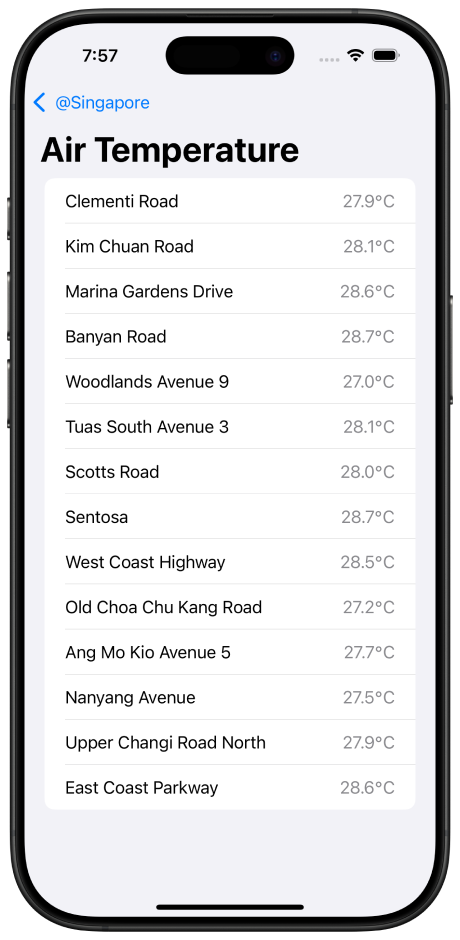 7:57
@Singapore
Air Temperature
Clementi Road 27.9°C
Kim Chuan Road 28.1°C
Marina Gardens Drive 28.6°C
Banyan Road 28.7°C
Woodlands Avenue 9 27.0°C
Tuas South Avenue 3 28.1°C
Scotts Road 28.0°C
Sentosa 28.7°C
West Coast Highway 28.5°C
Old Choa Chu Kang Road 27.2°C
Ang Mo Kio Avenue 5 27.7°C
Nanyang Avenue 27.5°C
Upper Changi Road North 27.9°C
East Coast Parkway 28.6°C